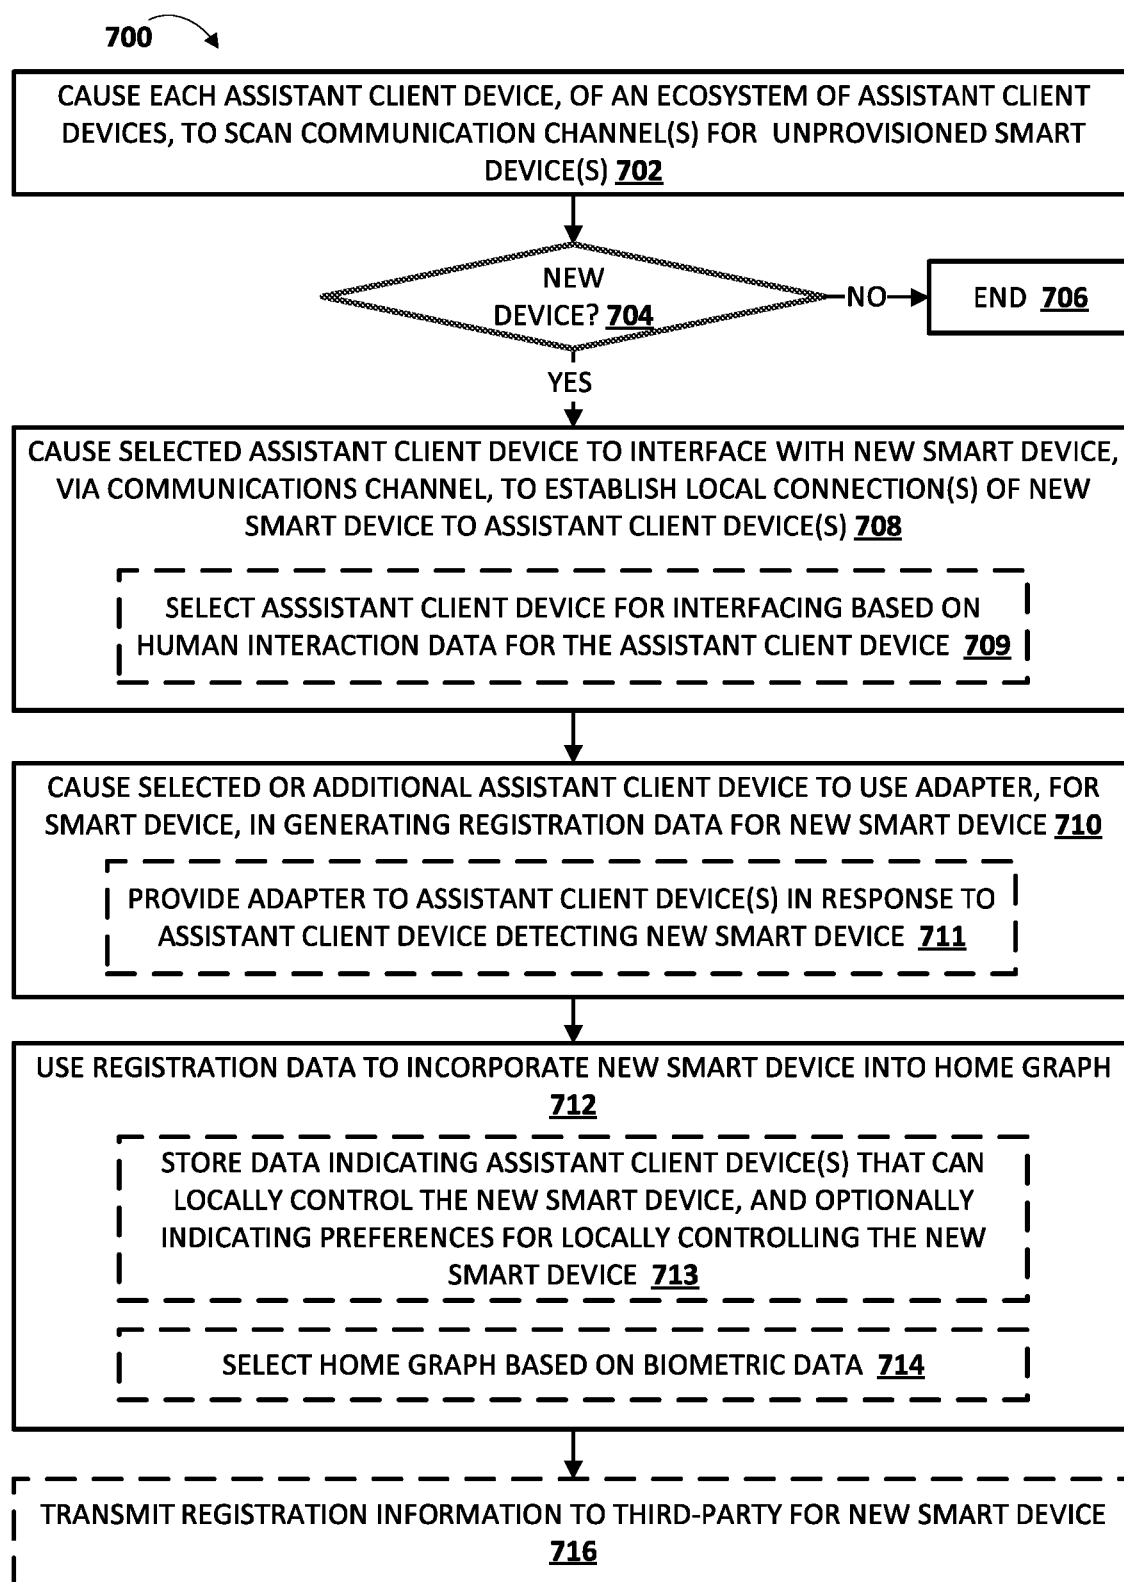 700
CAUSE EACH ASSISTANT CLIENT DEVICE, OF AN ECOSYSTEM OF ASSISTANT CLIENT
DEVICES, TO SCAN COMMUNICATION CHANNEL(S) FOR UNPROVISIONED SMART
DEVICE(S) 702
NEW
DEVICE? 704
NO
END 706
YES
CAUSE SELECTED ASSISTANT CLIENT DEVICE TO INTERFACE WITH NEW SMART DEVICE,
VIA COMMUNICATIONS CHANNEL, TO ESTABLISH LOCAL CONNECTION(S) OF NEW
SMART DEVICE TO ASSISTANT CLIENT DEVICE(S) 708
SELECT ASSSISTANT CLIENT DEVICE FOR INTERFACING BASED ON
HUMAN INTERACTION DATA FOR THE ASSISTANT CLIENT DEVICE 709
CAUSE SELECTED OR ADDITIONAL ASSISTANT CLIENT DEVICE TO USE ADAPTER, FOR
SMART DEVICE, IN GENERATING REGISTRATION DATA FOR NEW SMART DEVICE 710
PROVIDE ADAPTER TO ASSISTANT CLIENT DEVICE(S) IN RESPONSE TO
ASSISTANT CLIENT DEVICE DETECTING NEW SMART DEVICE 711
USE REGISTRATION DATA TO INCORPORATE NEW SMART DEVICE INTO HOME GRAPH
712
STORE DATA INDICATING ASSISTANT CLIENT DEVICE(S) THAT CAN
LOCALLY CONTROL THE NEW SMART DEVICE, AND OPTIONALLY
INDICATING PREFERENCES FOR LOCALLY CONTROLLING THE NEW
SMART DEVICE 713
SELECT HOME GRAPH BASED ON BIOMETRIC DATA 714
TRANSMIT REGISTRATION INFORMATION TO THIRD-PARTY FOR NEW SMART DEVICE
716